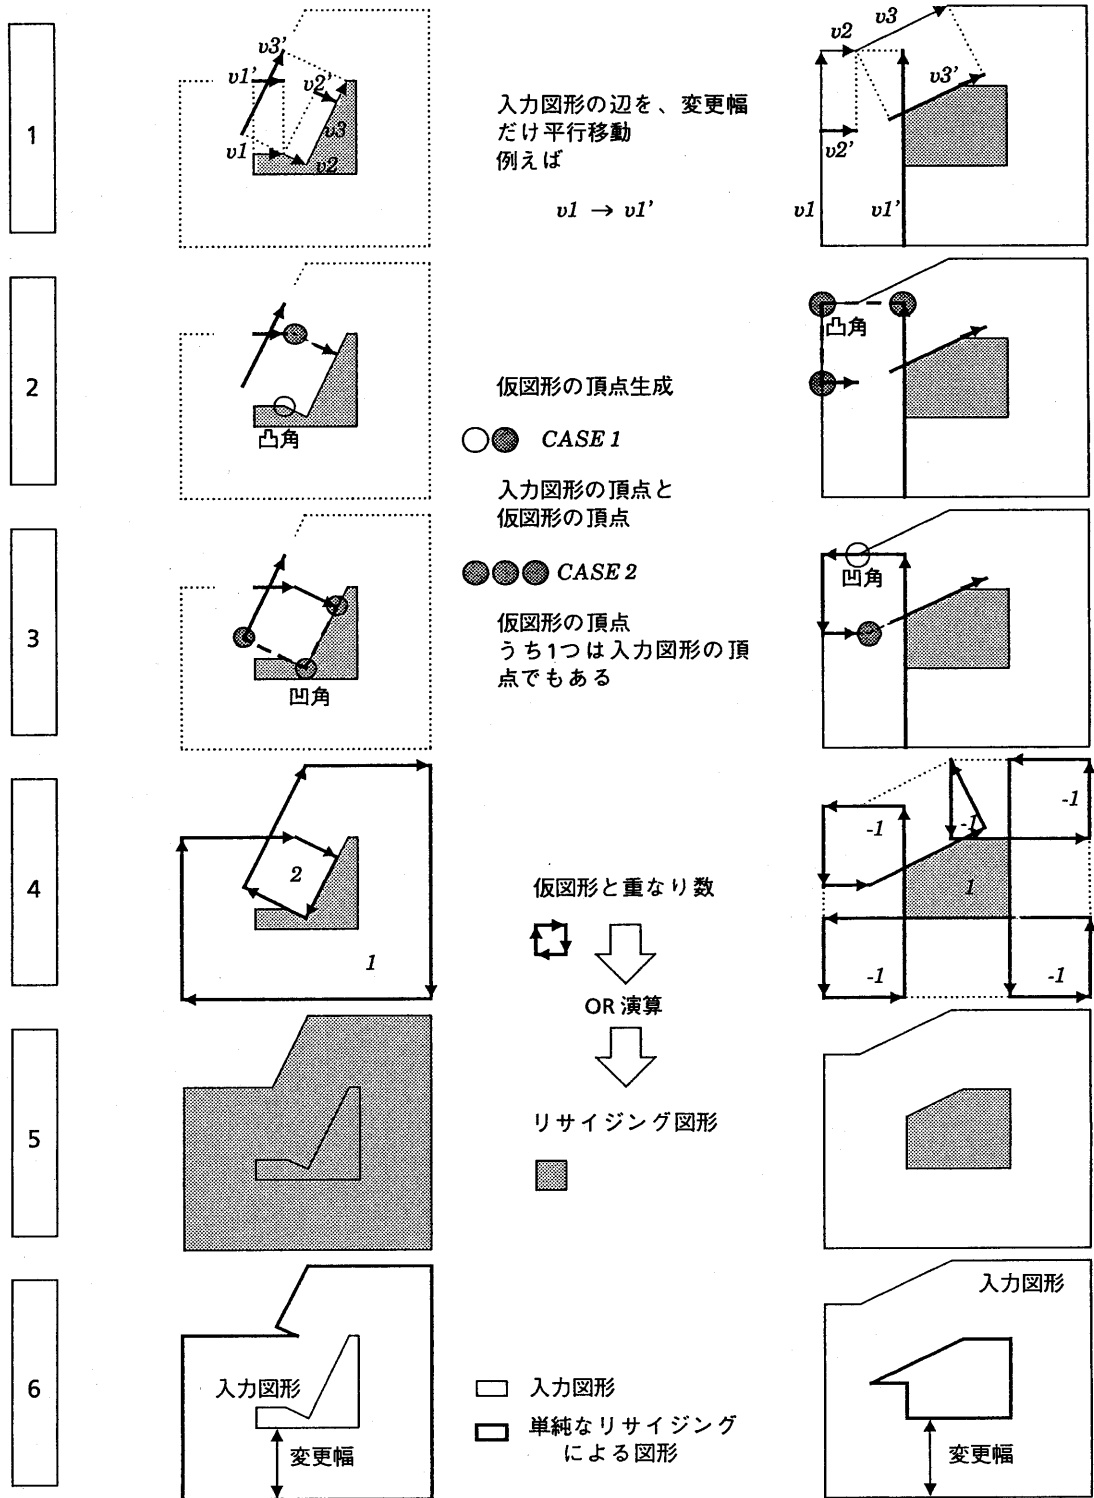 1
v3'
v1'
v2'
v1
v3
v2
入力図形の辺を、変更幅
だけ平行移動
例えば
v1 → v1'
v2
v3
v3'
v2'
v1
v1'
2
凸角
仮図形の頂点生成
CASE 1
入力図形の頂点と
仮図形の頂点
凸角
3
凹角
CASE 2
仮図形の頂点
うち1つは入力図形の頂
点でもある
凹角
4
2
1
仮図形と重なり数
OR 演算
-1
-1
-1
1
-1
-1
5
リサイジング図形
6
入力図形
変更幅
入力図形
単純なリサイジング
による図形
入力図形
変更幅